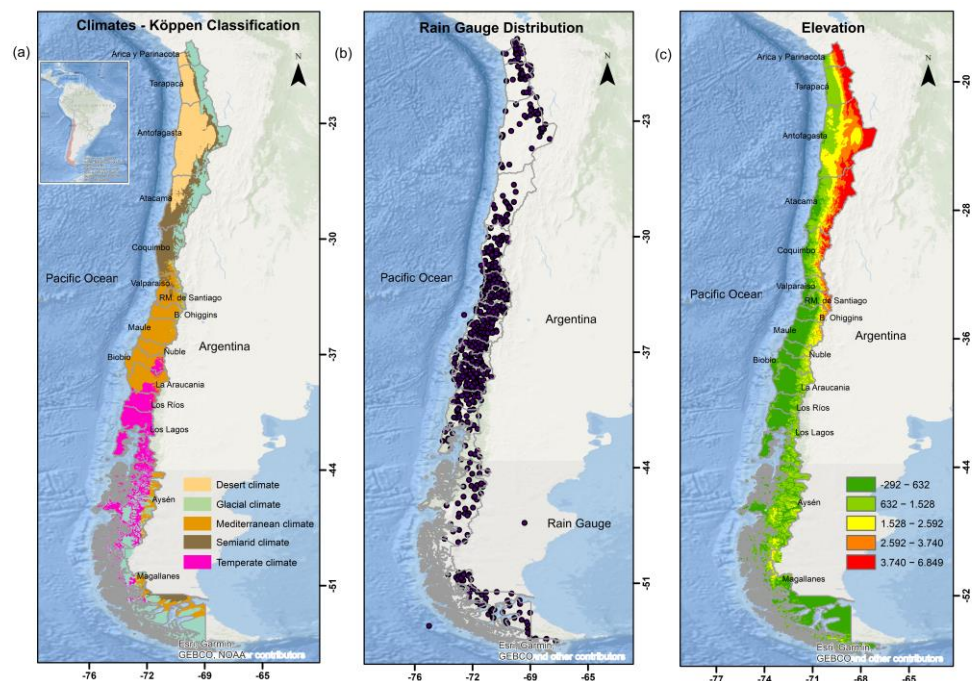 Climates - Köppen Classification
(a)
N
Arica y Parinacota
Tarapacá
Antofagasta
Atacama
Coquimbo
Pacific Ocean
Valparaíso
RM. de Santiago
B. Ohiggins
Maule
Argentina
Ñuble
Biobío
La Araucania
Los Ríos
Los Lagos
Aysén
Magallanes
Desert climate
Glacial climate
Mediterranean climate
Semiarid climate
Temperate climate
-23
-30
-37
-44
-51
Esri, Garmin,
GEBCO, NOAA
er contributors
-76
-72
-69
Rain Gauge Distribution
(b)
N
Pacific Ocean
Argentina
Rain Gauge
-23
-30
-37
-44
-51
Esri, Garmin,
GEBCO
and other contributors
-76
-72
-69
Elevation
(c)
N
Arica y Parinacota
Tarapacá
Antofagasta
Atacama
Coquimbo
Pacific Ocean
Valparaíso
RM. de Santiago
B. Ohiggins
Maule
Argentina
Ñuble
Biobío
La Araucania
Los Ríos
Los Lagos
Aysén
Magallanes
-292 – 632
632 – 1.528
1.528 – 2.592
2.592 – 3.740
3.740 – 6.849
-20
-28
-36
-44
-52
Esri, Garmin,
GEBCO
and other contributors
-77
-74
-71
-68
-65